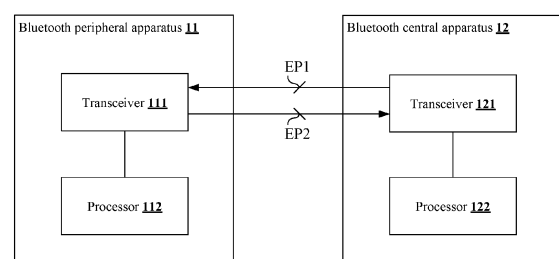 Bluetooth peripheral apparatus 11
Bluetooth central apparatus 12
EP1
Transceiver 111
Transceiver 121
EP2
Processor 112
Processor 122